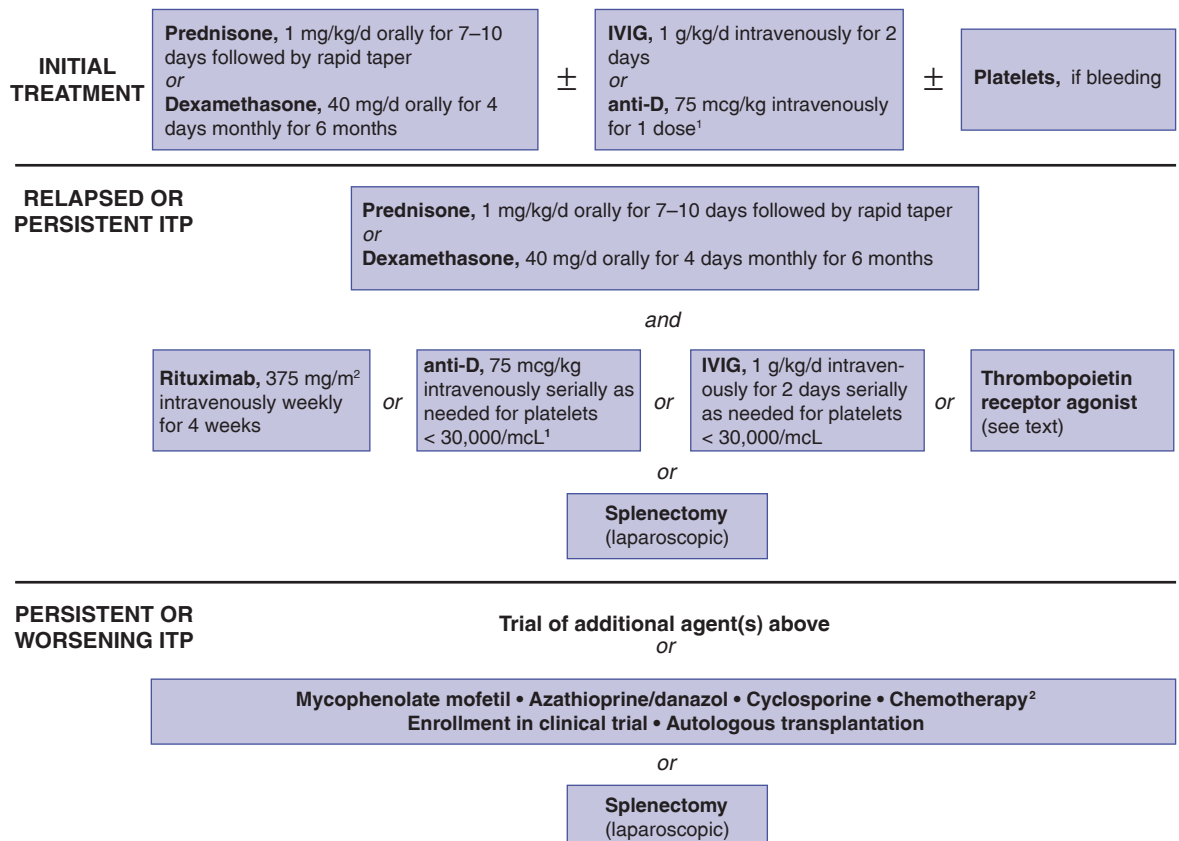 INITIAL
TREATMENT
Prednisone, 1 mg/kg/d orally for 7–10
days followed by rapid taper
or
Dexamethasone, 40 mg/d orally for 4
days monthly for 6 months
±
IVIG, 1 g/kg/d intravenously for 2
days
or
anti-D, 75 mcg/kg intravenously
for 1 dose¹
±
Platelets, if bleeding
RELAPSED OR
PERSISTENT ITP
Prednisone, 1 mg/kg/d orally for 7–10 days followed by rapid taper
or
Dexamethasone, 40 mg/d orally for 4 days monthly for 6 months
and
Rituximab, 375 mg/m²
intravenously weekly
for 4 weeks
or
anti-D, 75 mcg/kg
intravenously serially as
needed for platelets
< 30,000/mcL¹
or
IVIG, 1 g/kg/d intraven-
ously for 2 days serially
as needed for platelets
< 30,000/mcL
or
Thrombopoietin
receptor agonist
(see text)
or
Splenectomy
(laparoscopic)
PERSISTENT OR
WORSENING ITP
Trial of additional agent(s) above
or
Mycophenolate mofetil • Azathioprine/danazol • Cyclosporine • Chemotherapy²
Enrollment in clinical trial • Autologous transplantation
or
Splenectomy
(laparoscopic)